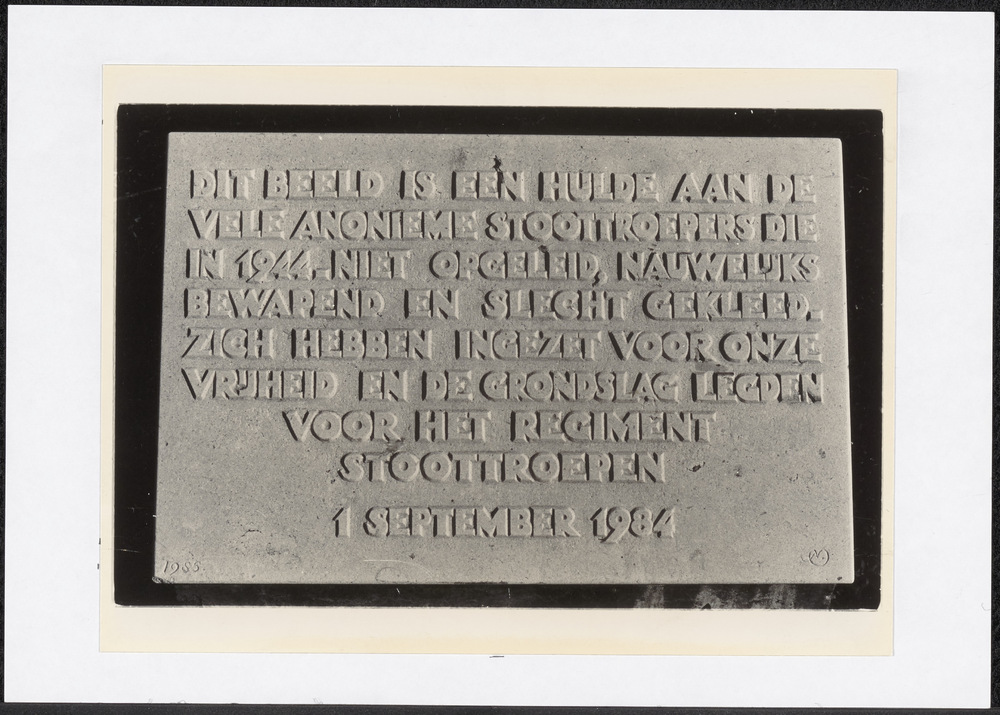 DIT BEELD IS EEN HULDE AAN DE
VELE ANONIEME STOOTTROEPERS DIE
IN 1944-NIET OPGELEID, NAUWELIJKS
BEWAPEND EN SLECHT GEKLEED-
ZICH HEBBEN INGEZET VOOR ONZE
VRIJHEID EN DE GRONDSLAG LEGDEN
VOOR HET REGIMENT
STOOTTROEPEN
1 SEPTEMBER 1984